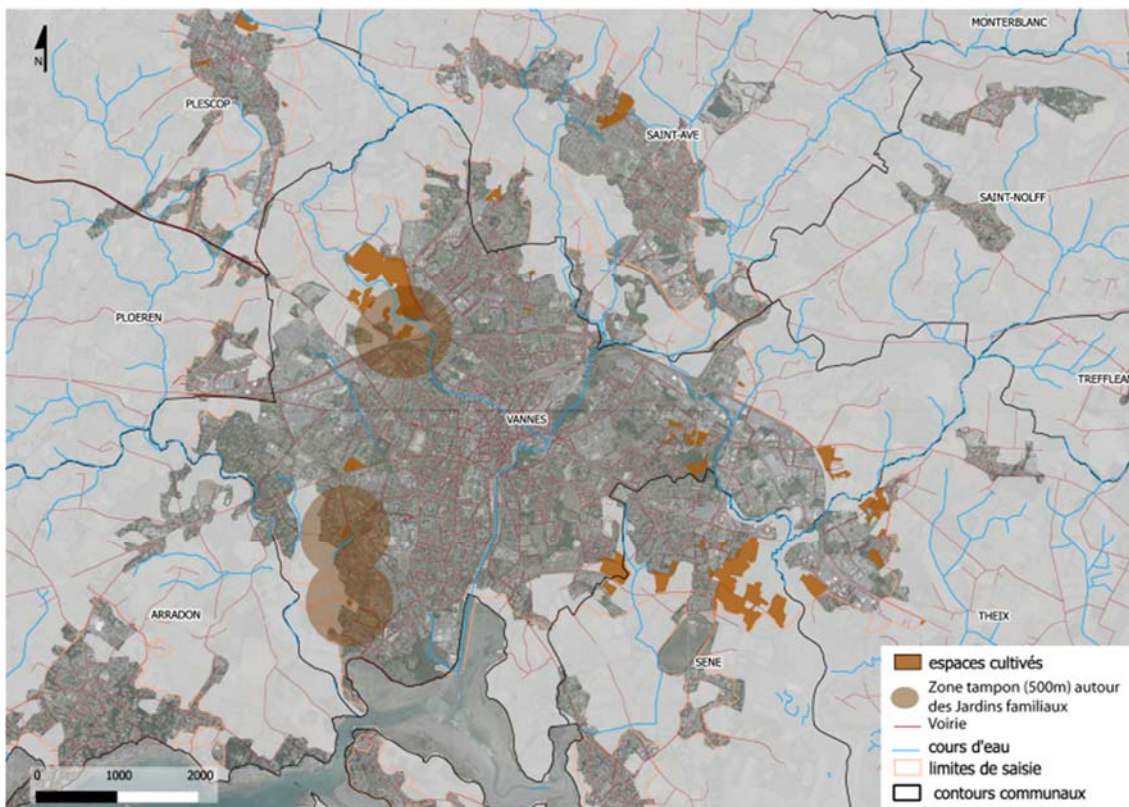 MONTERBLANC
N
PLESCOP
SAINT-AVE
SAINT-NOLFF
PLOEREN
TREFFLEAN
VANNES
ARRADON
THEIX
SENE
espaces cultivés
Zone tampon (500m) autour
des Jardins familiaux
Voirie
cours d'eau
limites de saisie
contours communaux
0 1000 2000